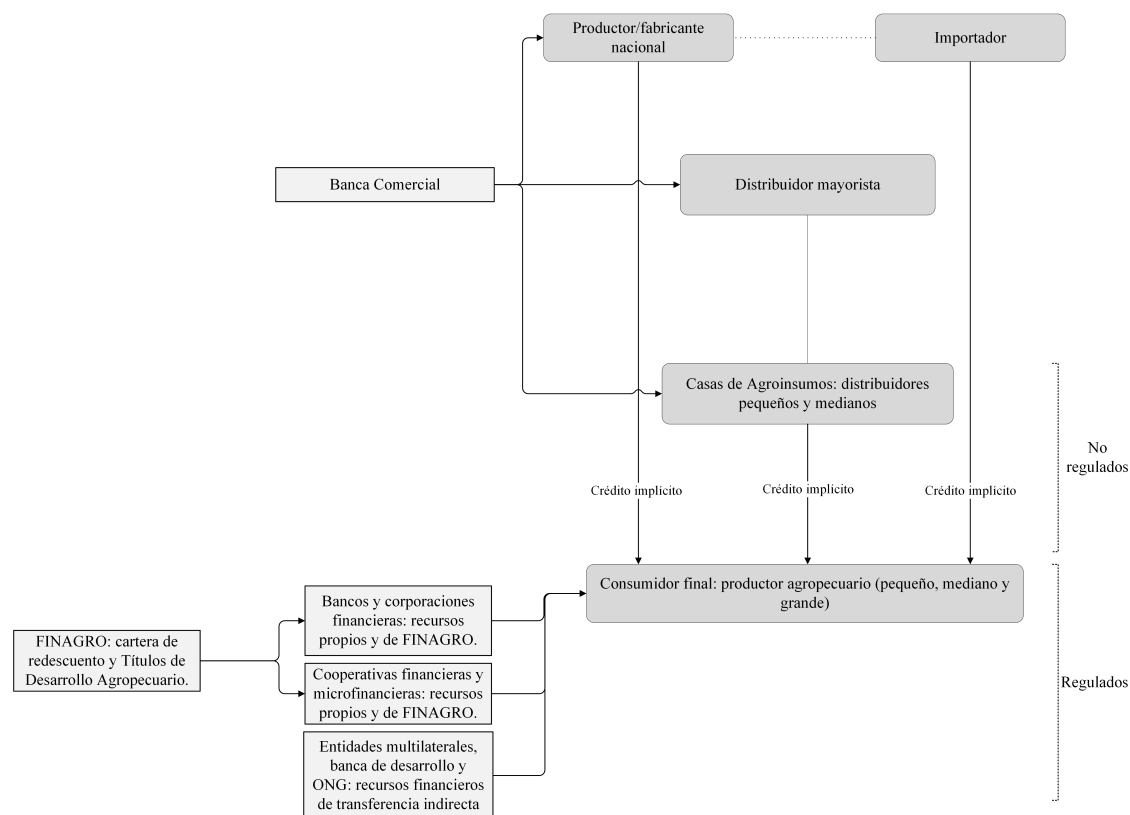 Productor/fabricante
nacional
Importador
Banca Comercial
Distribuidor mayorista
Casas de Agroinsumos: distribuidores
pequeños y medianos
No
regulados
Crédito implícito
Crédito implícito
Crédito implícito
Consumidor final: productor agropecuario (pequeño, mediano y
grande)
Bancos y corporaciones
financieras: recursos
propios y de FINAGRO.
FINAGRO: cartera de
redescuento y Títulos de
Desarrollo Agropecuario.
Cooperativas financieras y
microfinancieras: recursos
propios y de FINAGRO.
Regulados
Entidades multilaterales,
banca de desarrollo y
ONG: recursos financieros
de transferencia indirecta